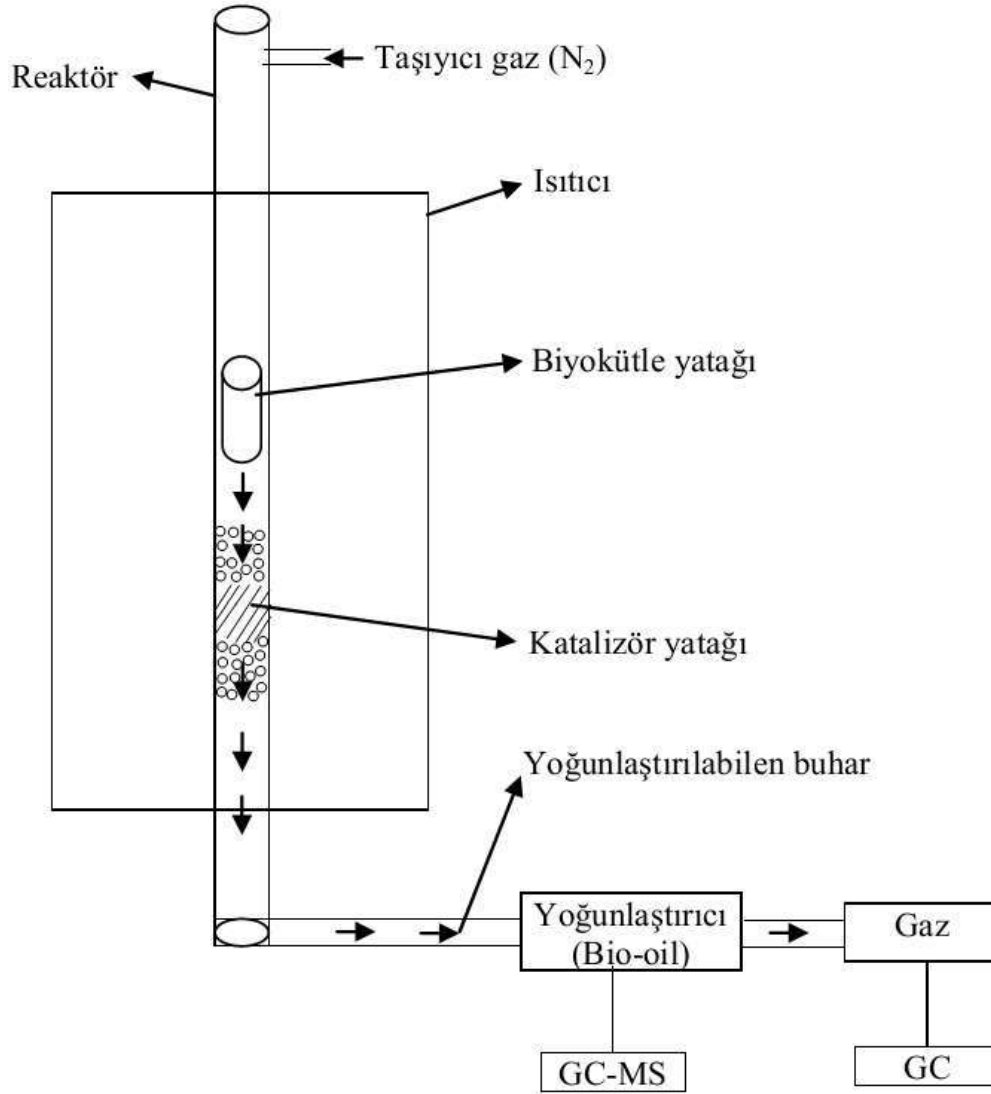 Taşıyıcı gaz (N₂)
Reaktör
Isıtıcı
Biyokütle yatağı
Katalizör yatağı
Yoğunlaştırılabilen buhar
Yoğunlaştırıcı
(Bio-oil)
Gaz
GC-MS
GC